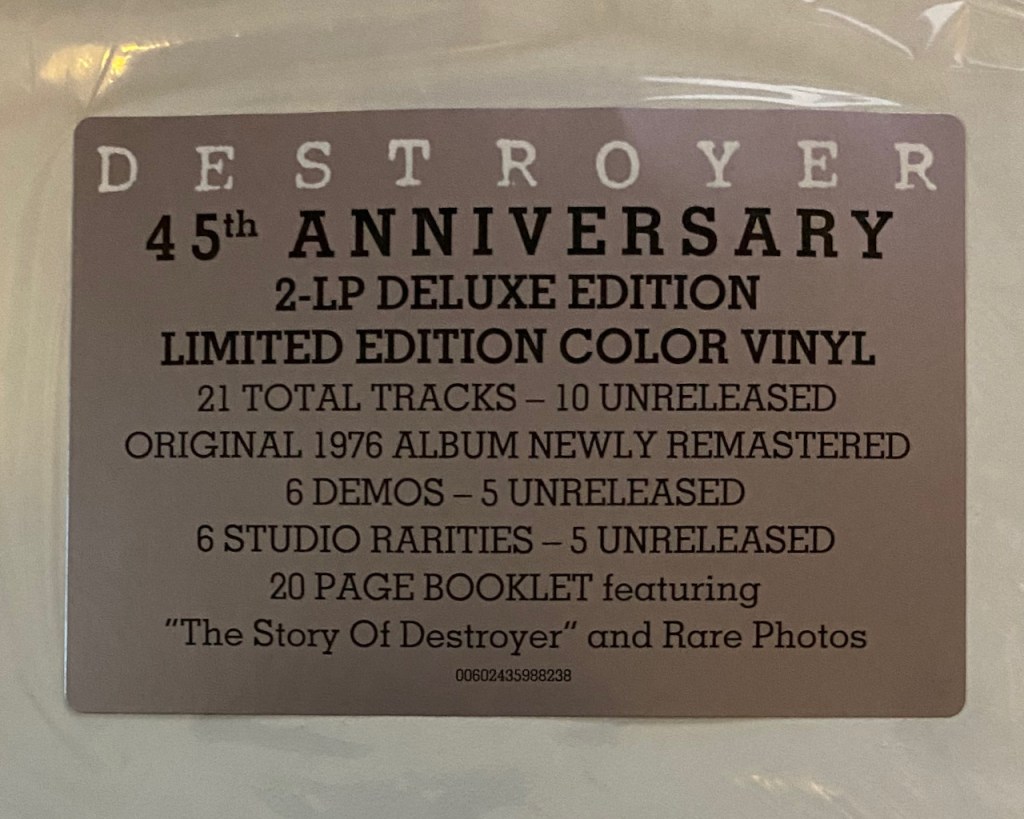 DESTROYER
45th ANNIVERSARY
2-LP DELUXE EDITION
LIMITED EDITION COLOR VINYL
21 TOTAL TRACKS – 10 UNRELEASED
ORIGINAL 1976 ALBUM NEWLY REMASTERED
6 DEMOS – 5 UNRELEASED
6 STUDIO RARITIES – 5 UNRELEASED
20 PAGE BOOKLET featuring
"The Story Of Destroyer" and Rare Photos
00602435988238